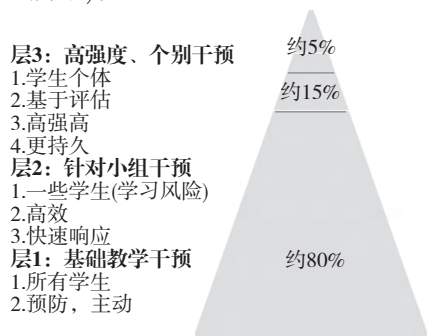 层3：高强度、个别干预
1.学生个体
2.基于评估
3.高强高
4.更持久
层2：针对小组干预
1.一些学生(学习风险)
2.高效
3.快速响应
层1：基础教学干预
1.所有学生
2.预防，主动
约5%
约15%
约80%